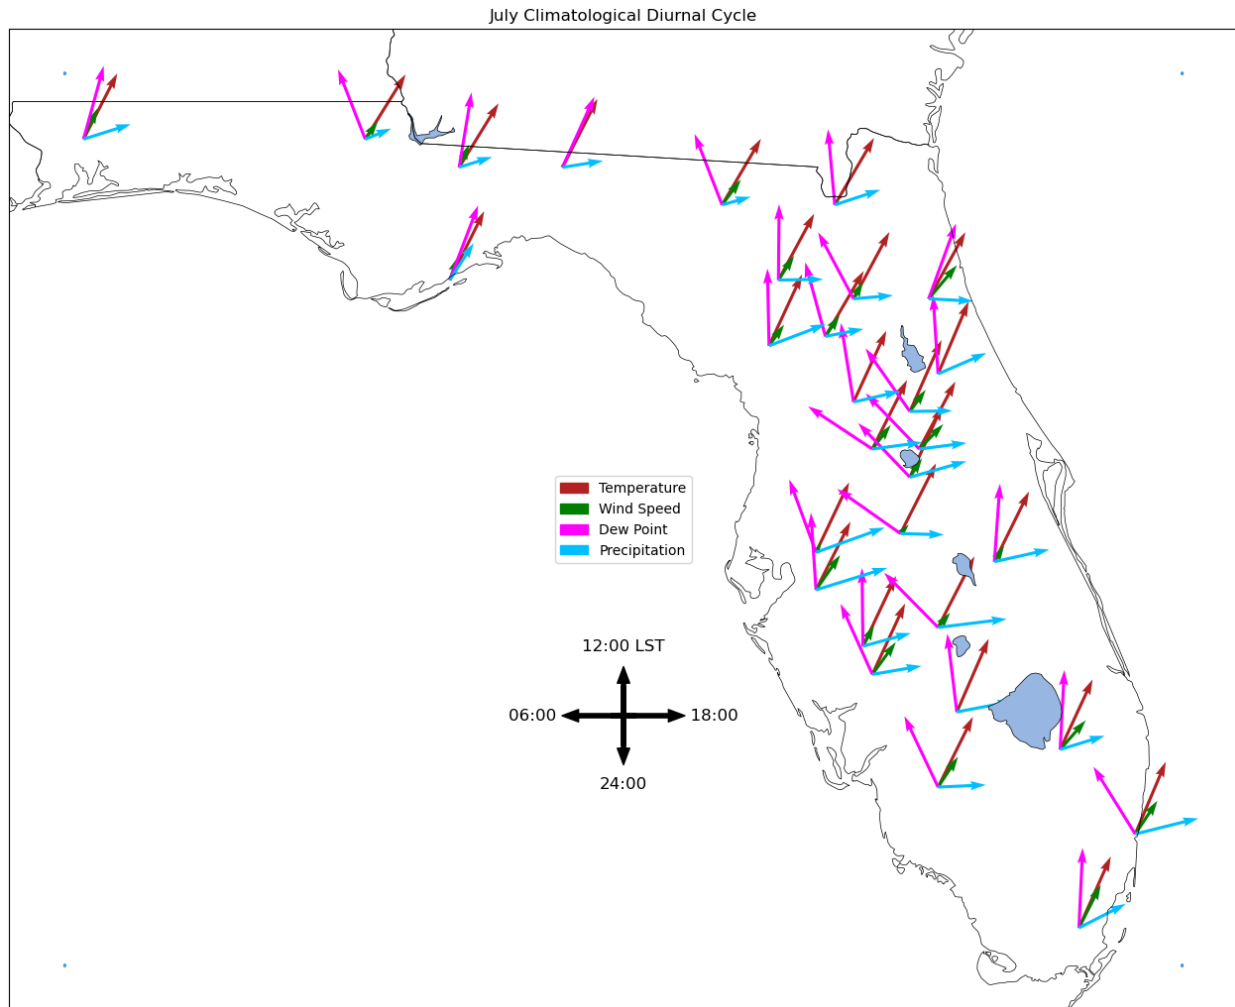 July Climatological Diurnal Cycle
Temperature
Wind Speed
Dew Point
Precipitation
12:00 LST
06:00
18:00
24:00